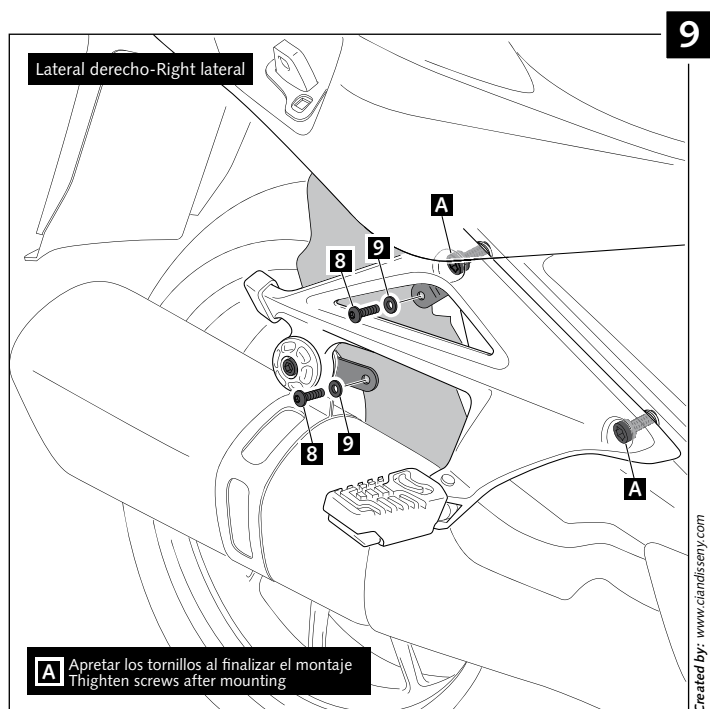 9
Lateral derecho-Right lateral
A
9
8
8
9
A
A Apretar los tornillos al finalizar el montaje
Thighten screws after mounting
Created by: www.ciandisseny.com